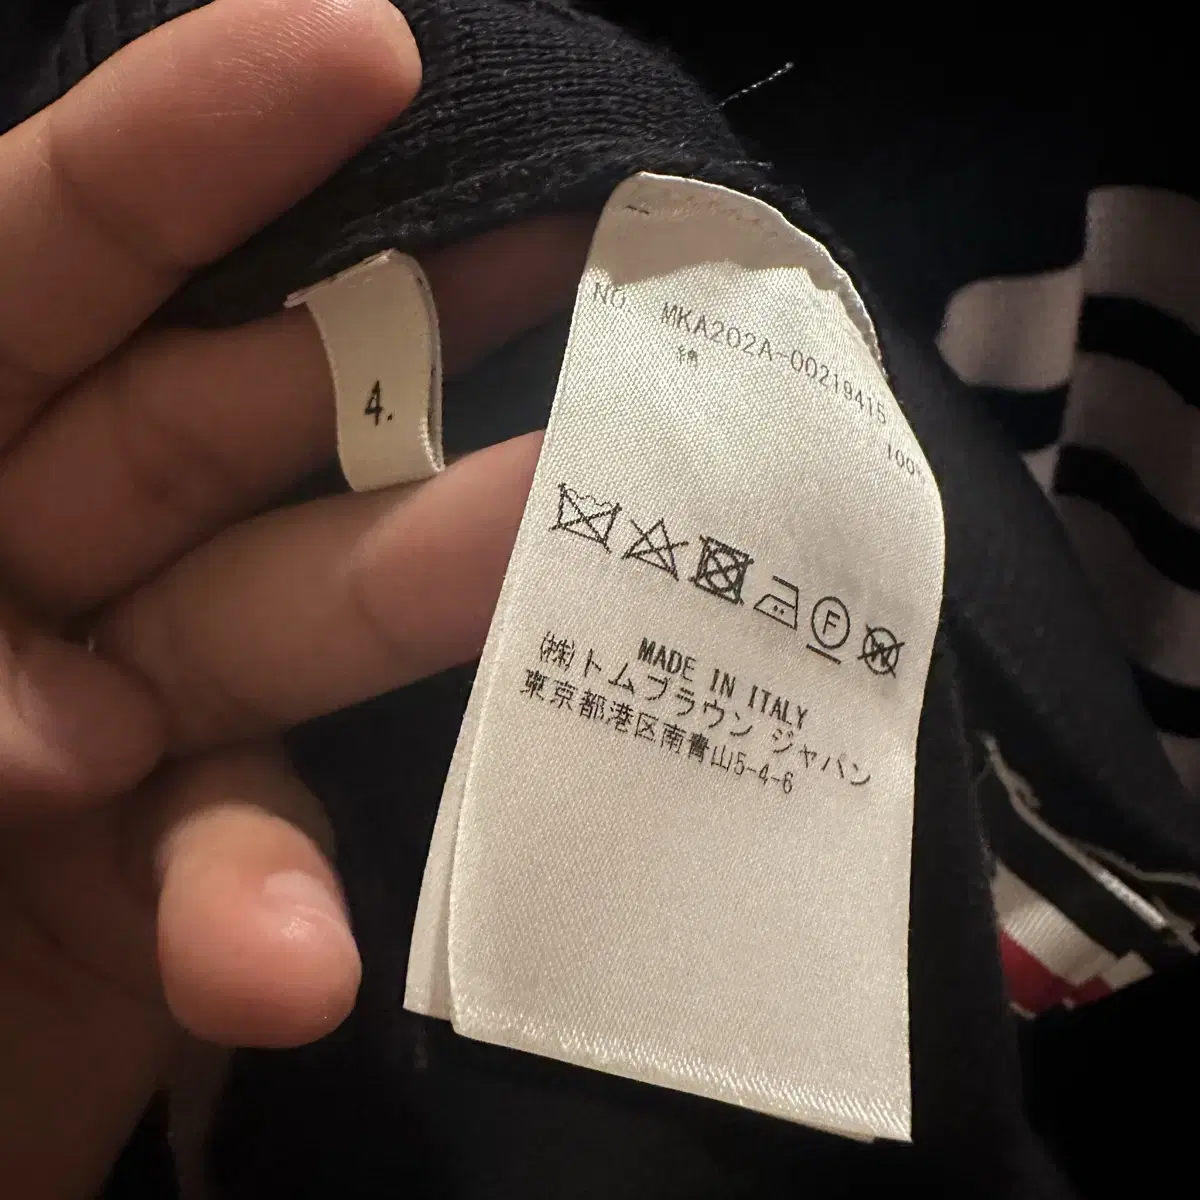 4.
NO. MKA202A-00219415
綿 100%
F
W
MADE IN ITALY
(株)トムブラウン ジャパン
東京都港区南青山5-4-6